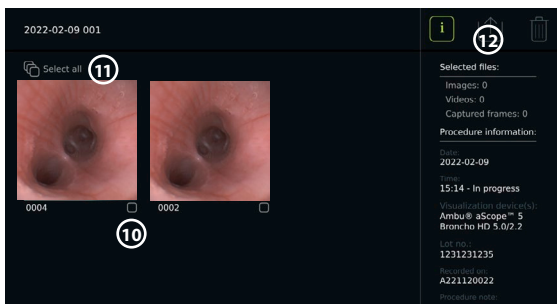 2022-02-09 001
i
12
Select all
11
0004
0002
10
Selected files:
Images: 0
Videos: 0
Captured frames: 0
Procedure information:
Date:
2022-02-09
Time:
15:14 - In progress
Visualization device(s):
Ambu® aScope™ 5
Broncho HD 5.0/2.2
Lot no.:
1231231235
Recorded on:
A221120022
Procedure note: